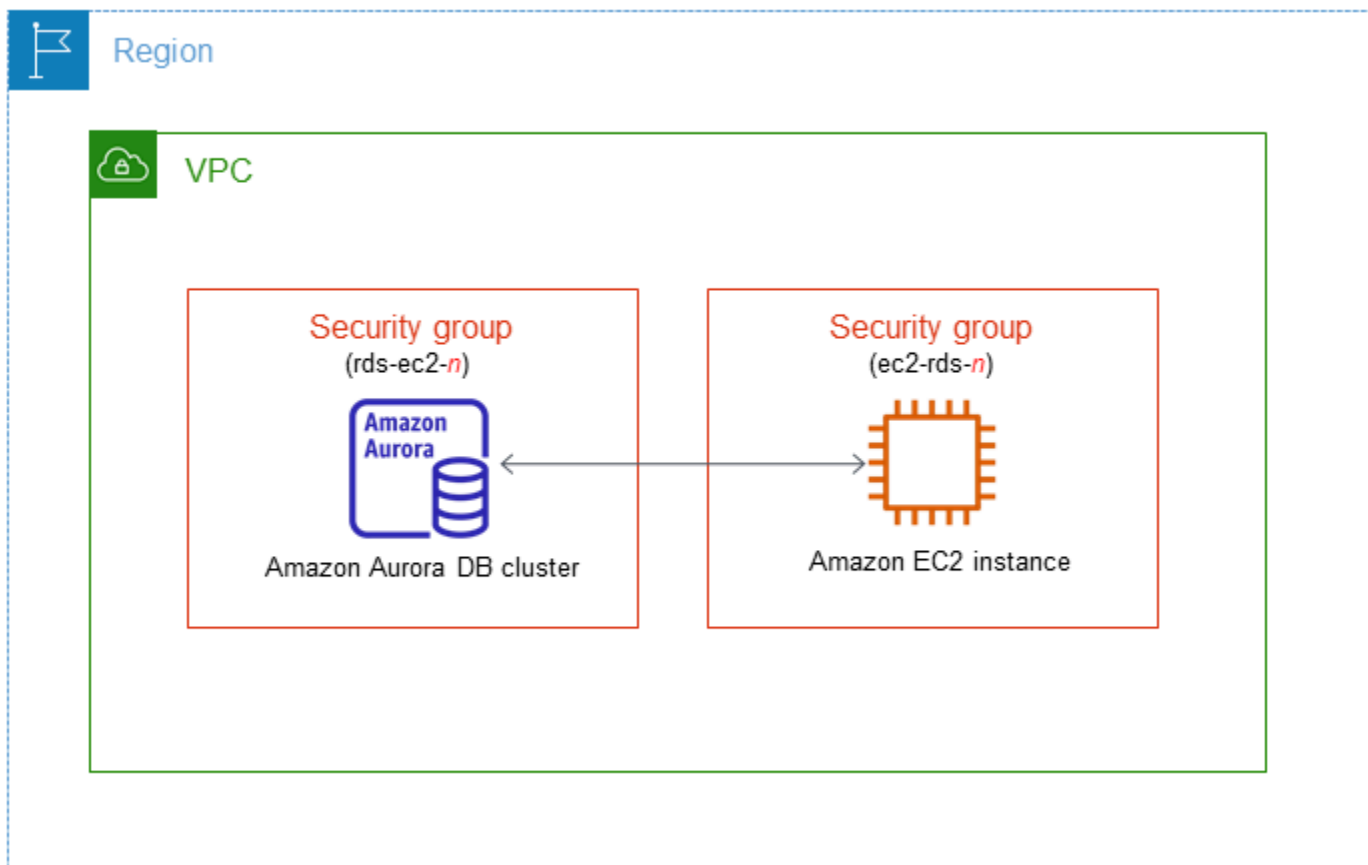 Region
VPC
Security group
(rds-ec2-n)
Amazon
Aurora
Amazon Aurora DB cluster
Security group
(ec2-rds-n)
Amazon EC2 instance